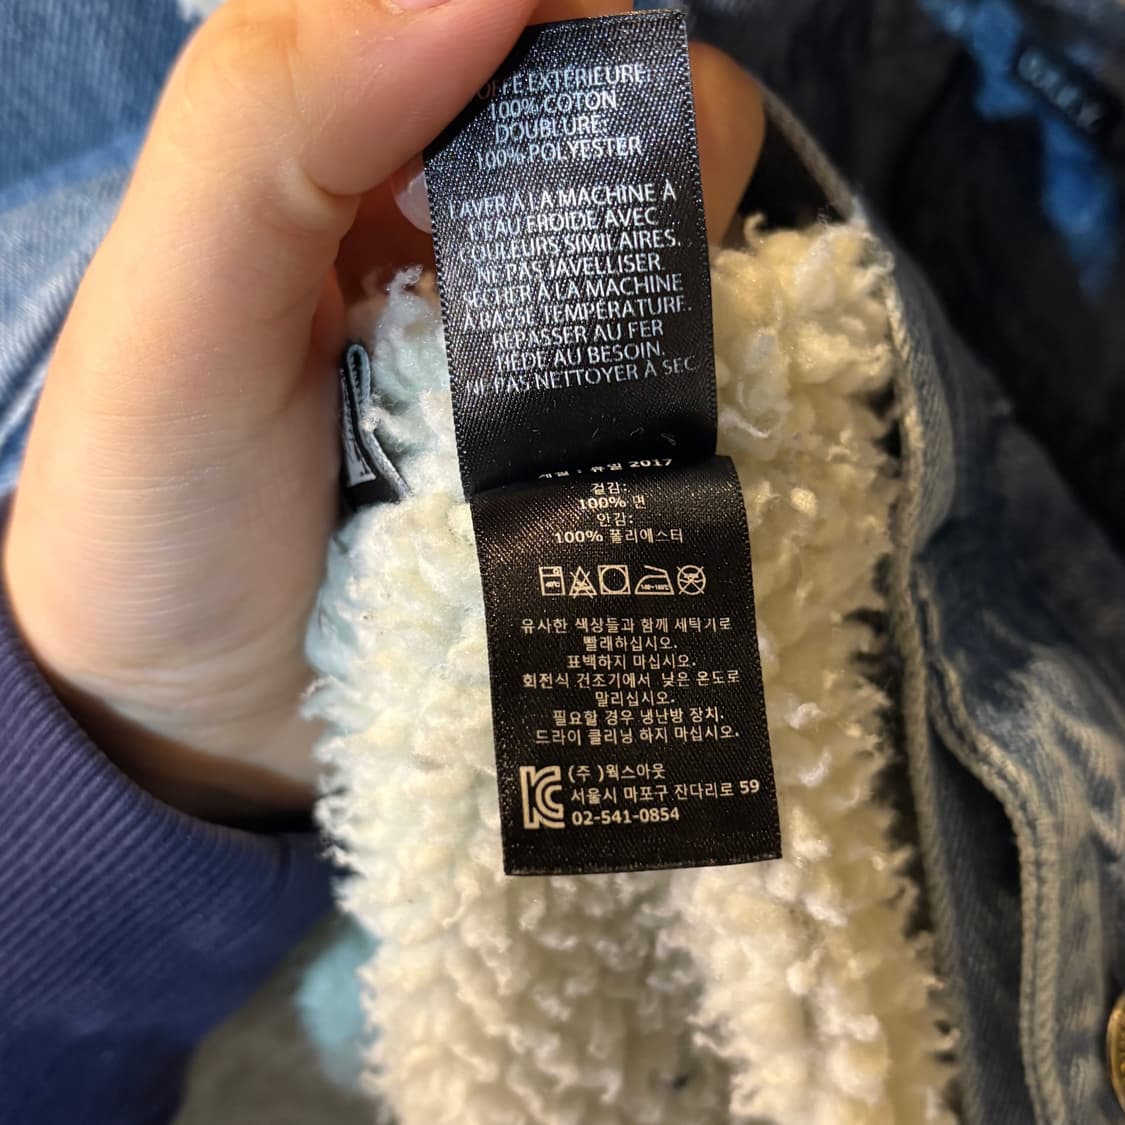 EXTERIEURE:
100% COTON
DOUBLURE:
100% POLYESTER
LAVER À LA MACHINE À
L'EAU FROIDE AVEC
COULEURS SIMILAIRES.
NE PAS JAVELLISER.
SÉCHER À LA MACHINE
À BASSE TEMPÉRATURE.
REPASSER AU FER
TIÈDE AU BESOIN.
NE PAS NETTOYER À SEC
2017
겉감:
100% 면
안감:
100% 폴리에스터
유사한 색상들과 함께 세탁기로
빨래하십시오.
표백하지 마십시오.
회전식 건조기에서 낮은 온도로
말리십시오.
필요할 경우 냉난방 장치.
드라이 클리닝 하지 마십시오.
(주)웍스아웃
서울시 마포구 잔다리로 59
02-541-0854